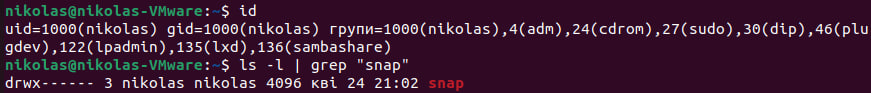 nikolas@nikolas-VMware:~$ id
uid=1000(nikolas) gid=1000(nikolas) групи=1000(nikolas),4(adm),24(cdrom),27(sudo),30(dip),46(plu
gdev),122(lpadmin),135(lxd),136(sambashare)
nikolas@nikolas-VMware:~$ ls -l | grep "snap"
drwx------ 3 nikolas nikolas 4096 кві 24 21:02 snap